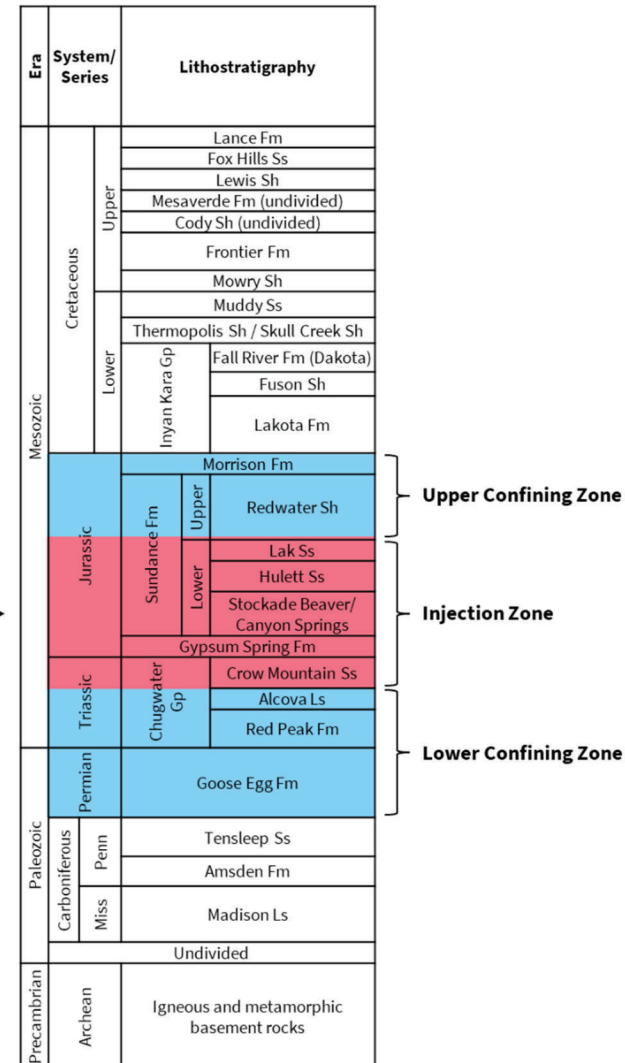 Era
System/
Series
Lithostratigraphy
Mesozoic
Cretaceous
Upper
Lance Fm
Fox Hills Ss
Lewis Sh
Mesaverde Fm (undivided)
Cody Sh (undivided)
Frontier Fm
Mowry Sh
Lower
Muddy Ss
Thermopolis Sh / Skull Creek Sh
Inyan Kara Gp
Fall River Fm (Dakota)
Fuson Sh
Lakota Fm
Jurassic
Morrison Fm
Sundance Fm
Upper
Redwater Sh
Lower
Lak Ss
Hulett Ss
Stockade Beaver/
Canyon Springs
Gypsum Spring Fm
Triassic
Chugwater
Gp
Crow Mountain Ss
Alcova Ls
Red Peak Fm
Upper Confining Zone
Injection Zone
Lower Confining Zone
Paleozoic
Permian
Goose Egg Fm
Carboniferous
Penn
Tensleep Ss
Amsden Fm
Miss
Madison Ls
Undivided
Precambrian
Archean
Igneous and metamorphic
basement rocks